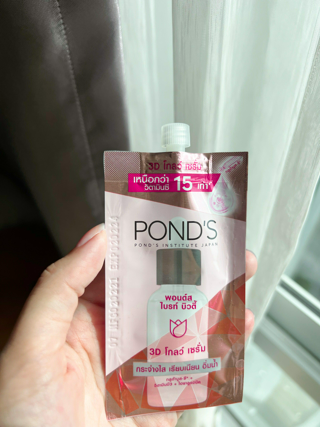 3D โกลว์ เซรั่ม
เหนือกว่า 15 เท่า*
วิตามินซี
POND'S
POND'S INSTITUTE JAPAN
พอนด์ส
ไบรท์ บิวตี้
3D โกลว์ เซรั่ม
กระจ่างใส เรียบเนียน อิ่มน้ำ